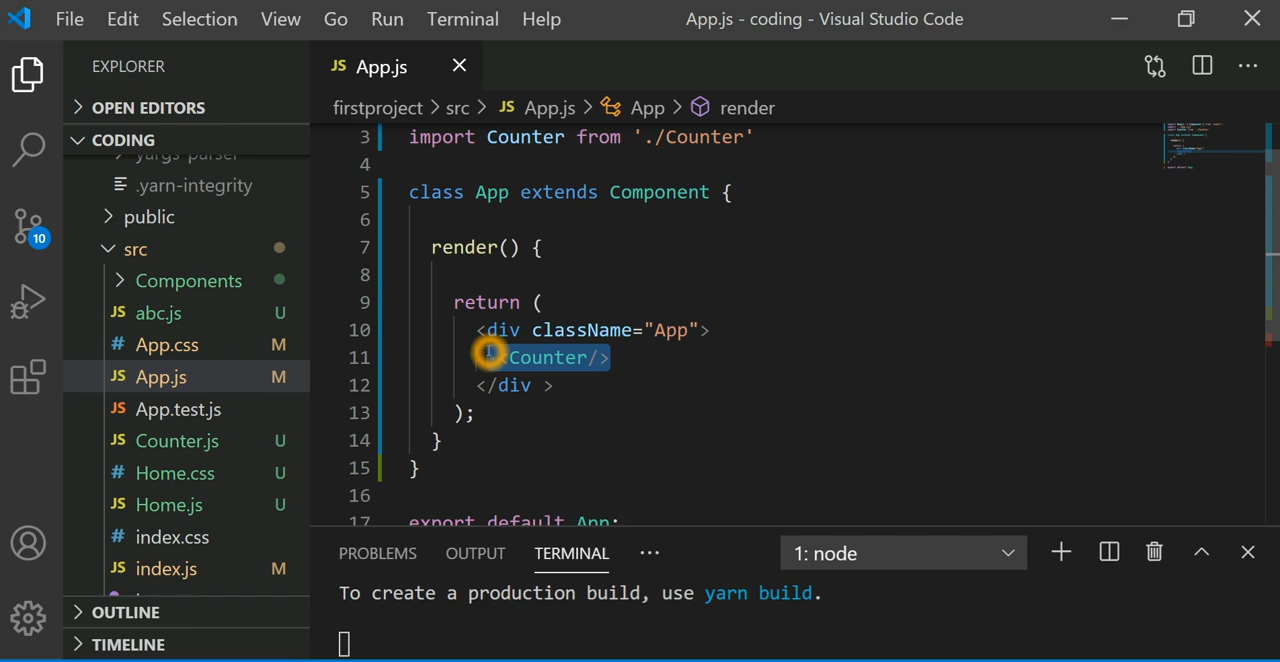 File Edit Selection View Go Run Terminal Help App.js - coding - Visual Studio Code
EXPLORER
OPEN EDITORS
CODING
yargs-parser
.yarn-integrity
public
src
Components
JS abc.js U
# App.css M
JS App.js M
JS App.test.js
JS Counter.js U
# Home.css U
JS Home.js U
# index.css
JS index.js M
OUTLINE
TIMELINE
10
JS App.js
firstproject > src > JS App.js > App > render
3 import Counter from './Counter'
4
5 class App extends Component {
6
7 render() {
8
9 return (
10 <div className="App">
11 <Counter/>
12 </div >
13 );
14 }
15 }
16
17 export default App;
PROBLEMS OUTPUT TERMINAL ··· 1: node
To create a production build, use yarn build.